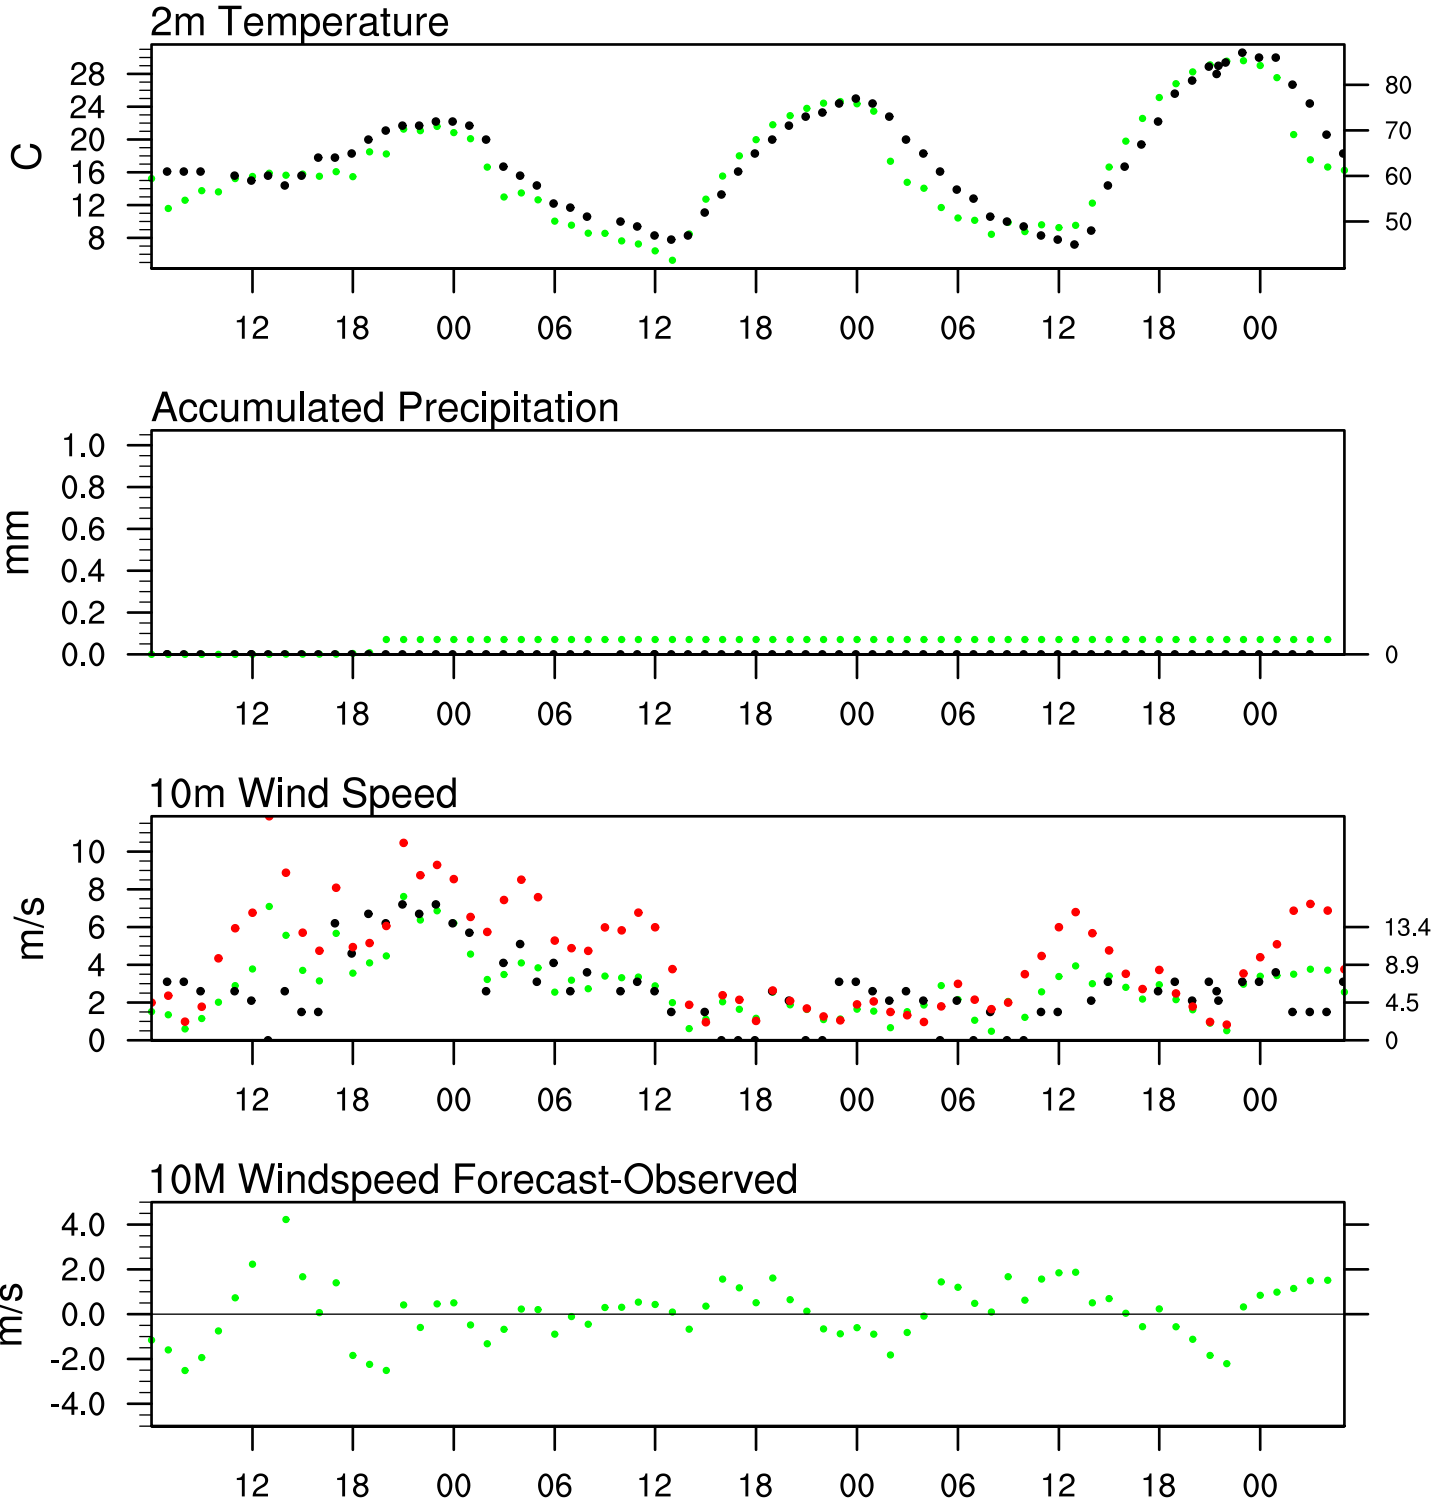 2m Temperature
C
28
24
20
16
12
8
80
70
60
50
12 18 00 06 12 18 00 06 12 18 00
Accumulated Precipitation
mm
1.0
0.8
0.6
0.4
0.2
0.0
0
12 18 00 06 12 18 00 06 12 18 00
10m Wind Speed
m/s
10
8
6
4
2
0
13.4
8.9
4.5
0
12 18 00 06 12 18 00 06 12 18 00
10M Windspeed Forecast-Observed
m/s
4.0
2.0
0.0
-2.0
-4.0
12 18 00 06 12 18 00 06 12 18 00